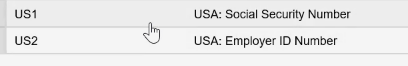 US1 USA: Social Security Number
US2 USA: Employer ID Number